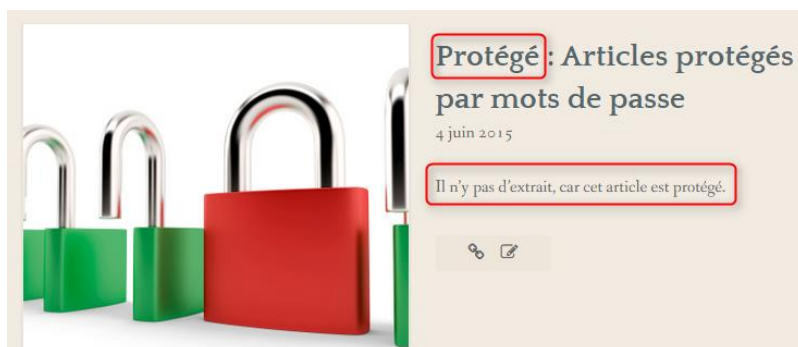 Protégé : Articles protégés
par mots de passe
4 juin 2015
Il n’y pas d’extrait, car cet article est protégé.